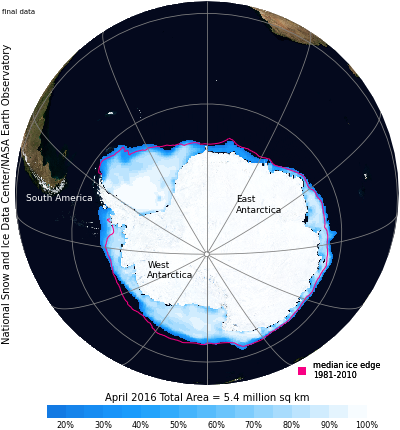 final data
National Snow and Ice Data Center/NASA Earth Observatory
South America
East
Antarctica
West
Antarctica
median ice edge
1981-2010
April 2016 Total Area = 5.4 million sq km
20% 30% 40% 50% 60% 70% 80% 90% 100%